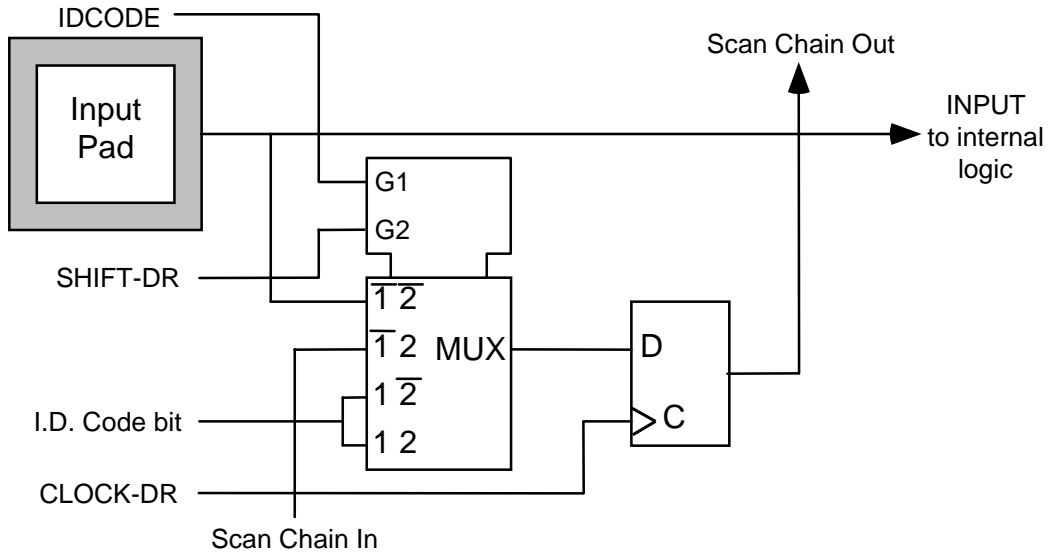 IDCODE
Input
Pad
Scan Chain Out
INPUT
to internal
logic
G1
G2
SHIFT-DR
1̅ 2̅
1̅ 2
MUX
D
1 2̅
I.D. Code bit
1 2
C
CLOCK-DR
Scan Chain In